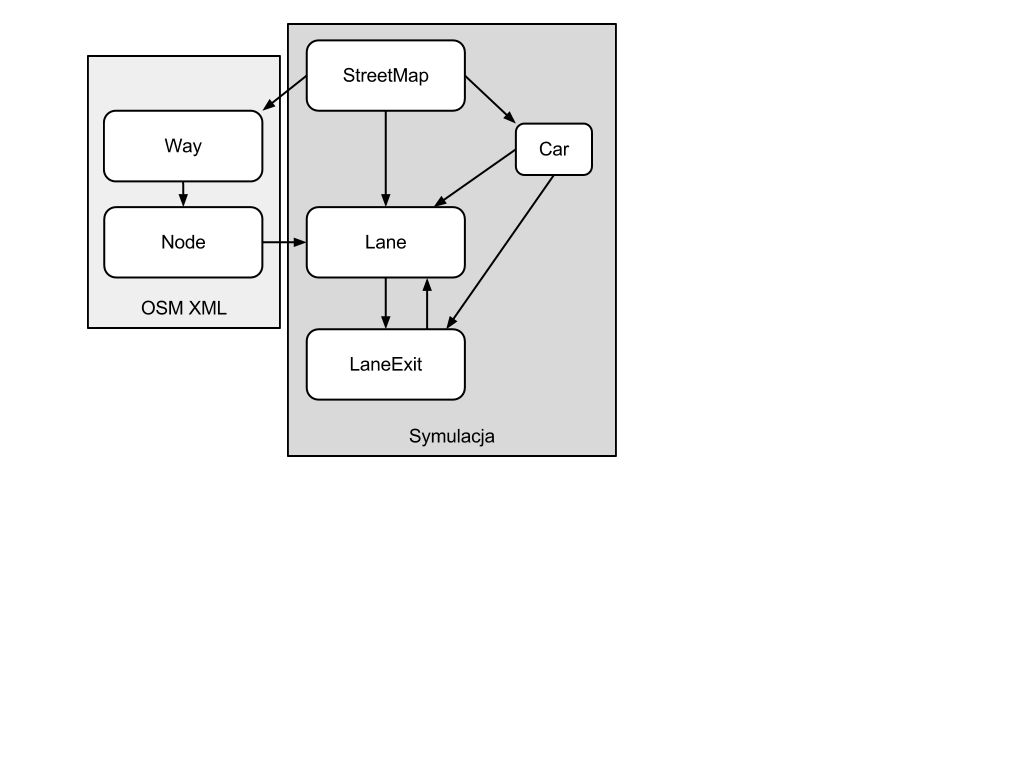 StreetMap
Way
Car
Node
Lane
OSM XML
LaneExit
Symulacja